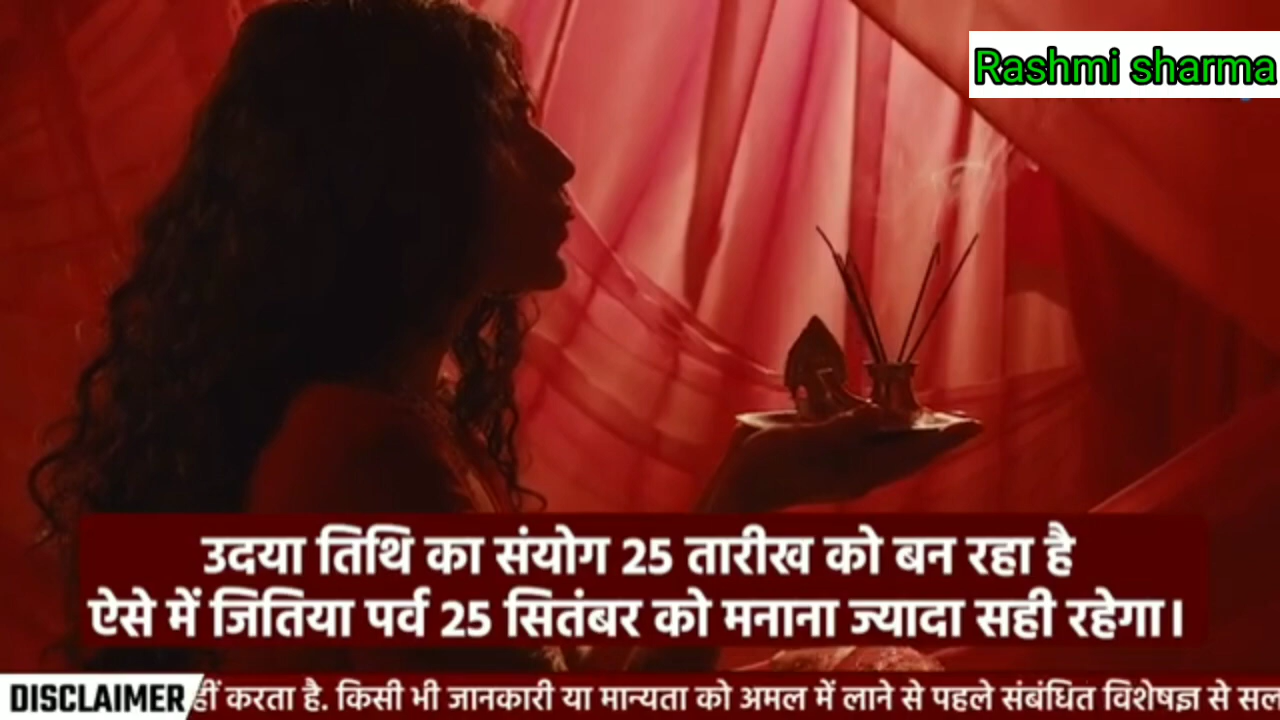 Rashmi sharma
उदया तिथि का संयोग 25 तारीख को बन रहा है
ऐसे में जितिया पर्व 25 सितंबर को मनाना ज्यादा सही रहेगा।
DISCLAIMER
करता है. किसी भी जानकारी या मान्यता को अमल में लाने से पहले संबंधित विशेषज्ञ से